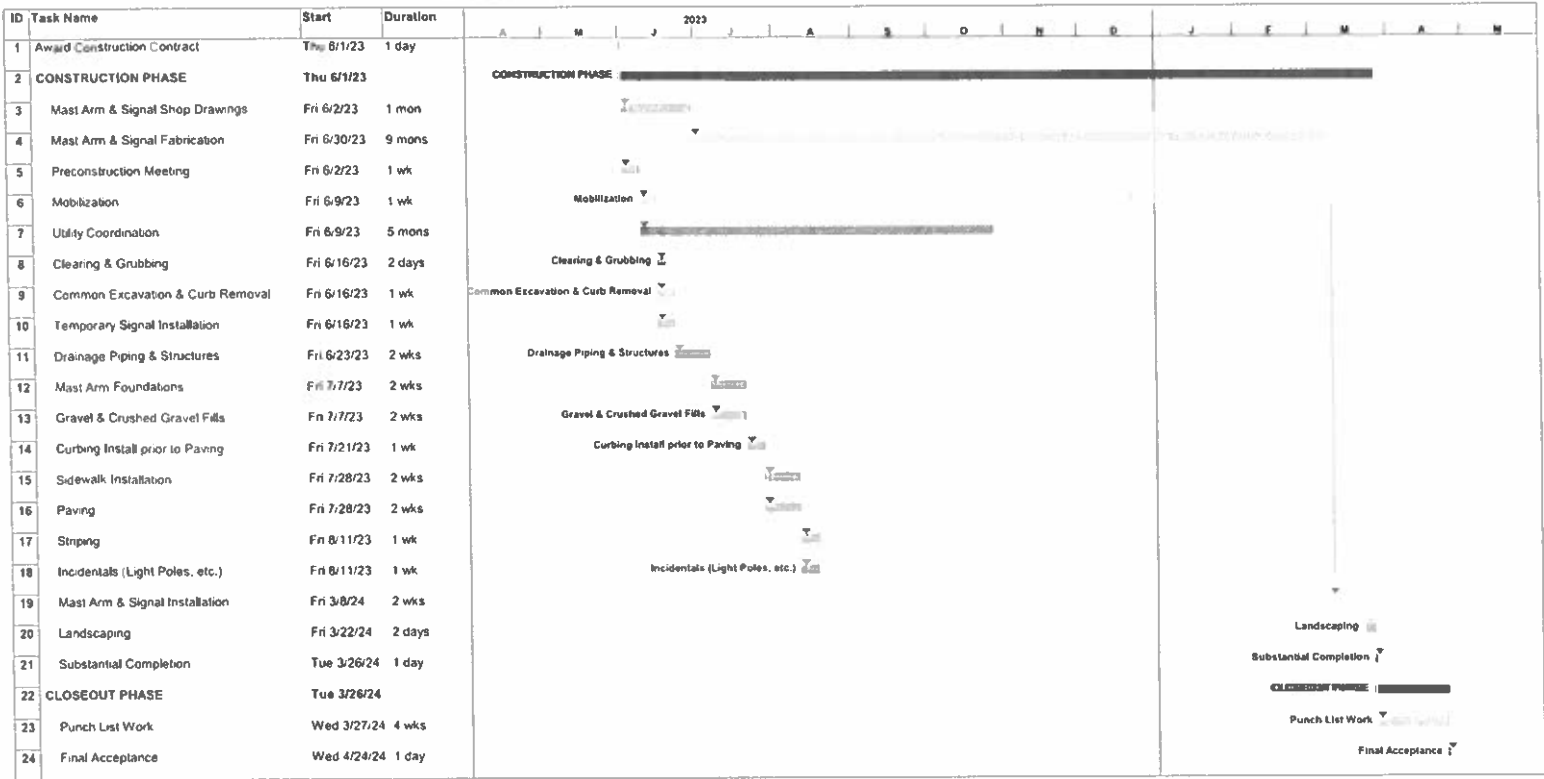 ID Task Name Start Duration 2023
A M J J A S O N D J F M A M
1 Award Construction Contract Thu 6/1/23 1 day
2 CONSTRUCTION PHASE Thu 6/1/23 CONSTRUCTION PHASE
3 Mast Arm & Signal Shop Drawings Fri 6/2/23 1 mon
4 Mast Arm & Signal Fabrication Fri 6/30/23 9 mons
5 Preconstruction Meeting Fri 6/2/23 1 wk
6 Mobilization Fri 6/9/23 1 wk Mobilization
7 Utility Coordination Fri 6/9/23 5 mons
8 Clearing & Grubbing Fri 6/16/23 2 days Clearing & Grubbing
9 Common Excavation & Curb Removal Fri 6/16/23 1 wk Common Excavation & Curb Removal
10 Temporary Signal Installation Fri 6/16/23 1 wk
11 Drainage Piping & Structures Fri 6/23/23 2 wks Drainage Piping & Structures
12 Mast Arm Foundations Fri 7/7/23 2 wks
13 Gravel & Crushed Gravel Fills Fri 7/7/23 2 wks Gravel & Crushed Gravel Fills
14 Curbing Install prior to Paving Fri 7/21/23 1 wk Curbing Install prior to Paving
15 Sidewalk Installation Fri 7/28/23 2 wks
16 Paving Fri 7/28/23 2 wks
17 Striping Fri 8/11/23 1 wk
18 Incidentals (Light Poles, etc.) Fri 8/11/23 1 wk Incidentals (Light Poles, etc.)
19 Mast Arm & Signal Installation Fri 3/8/24 2 wks
20 Landscaping Fri 3/22/24 2 days Landscaping
21 Substantial Completion Tue 3/26/24 1 day Substantial Completion
22 CLOSEOUT PHASE Tue 3/26/24 CLOSEOUT PHASE
23 Punch List Work Wed 3/27/24 4 wks Punch List Work
24 Final Acceptance Wed 4/24/24 1 day Final Acceptance